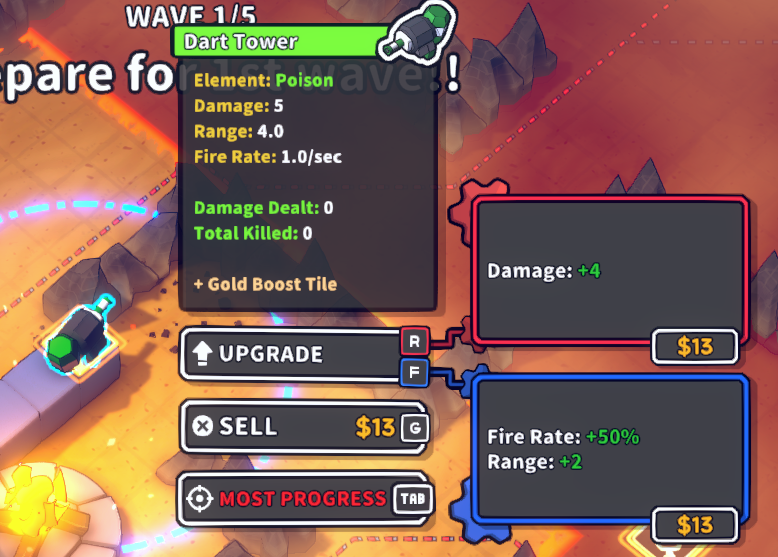 WAVE 1/5
epare for 1st wave!!
Dart Tower
Element: Poison
Damage: 5
Range: 4.0
Fire Rate: 1.0/sec
Damage Dealt: 0
Total Killed: 0
+ Gold Boost Tile
Damage: +4
$13
UPGRADE
R
F
SELL
$13
G
Fire Rate: +50%
Range: +2
$13
MOST PROGRESS
TAB